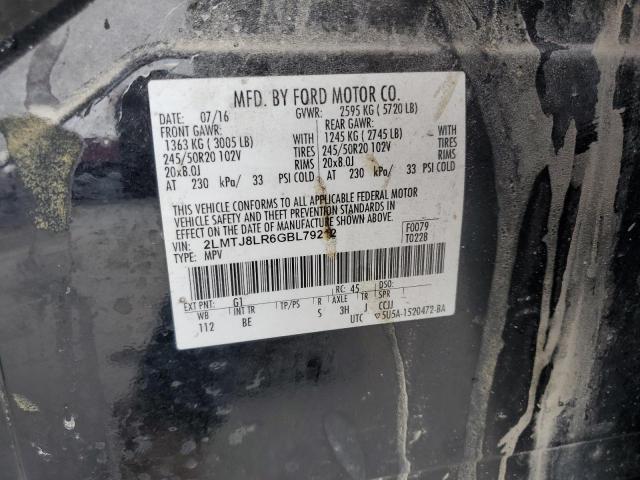 MFD. BY FORD MOTOR CO.
DATE: 07/16 GVWR: 2595 KG ( 5720 LB)
FRONT GAWR: REAR GAWR:
1363 KG ( 3005 LB) WITH 1245 KG ( 2745 LB) WITH
245/50R20 102V TIRES 245/50R20 102V TIRES
20x8.0J RIMS 20x8.0J RIMS
AT 230 kPa/ 33 PSI COLD AT 230 kPa/ 33 PSI COLD
THIS VEHICLE CONFORMS TO ALL APPLICABLE FEDERAL MOTOR
VEHICLE SAFETY AND THEFT PREVENTION STANDARDS IN
EFFECT ON THE DATE OF MANUFACTURE SHOWN ABOVE.
VIN: 2LMTJ8LR6GBL79212 F0079
TYPE: MPV T0228
EXT PNT: G1 RC: 45 DSO:
WB INT TR TP/PS R AXLE TR SPR
112 BE S 3H J CCJJ
UTC ▽5U5A-1520472-BA